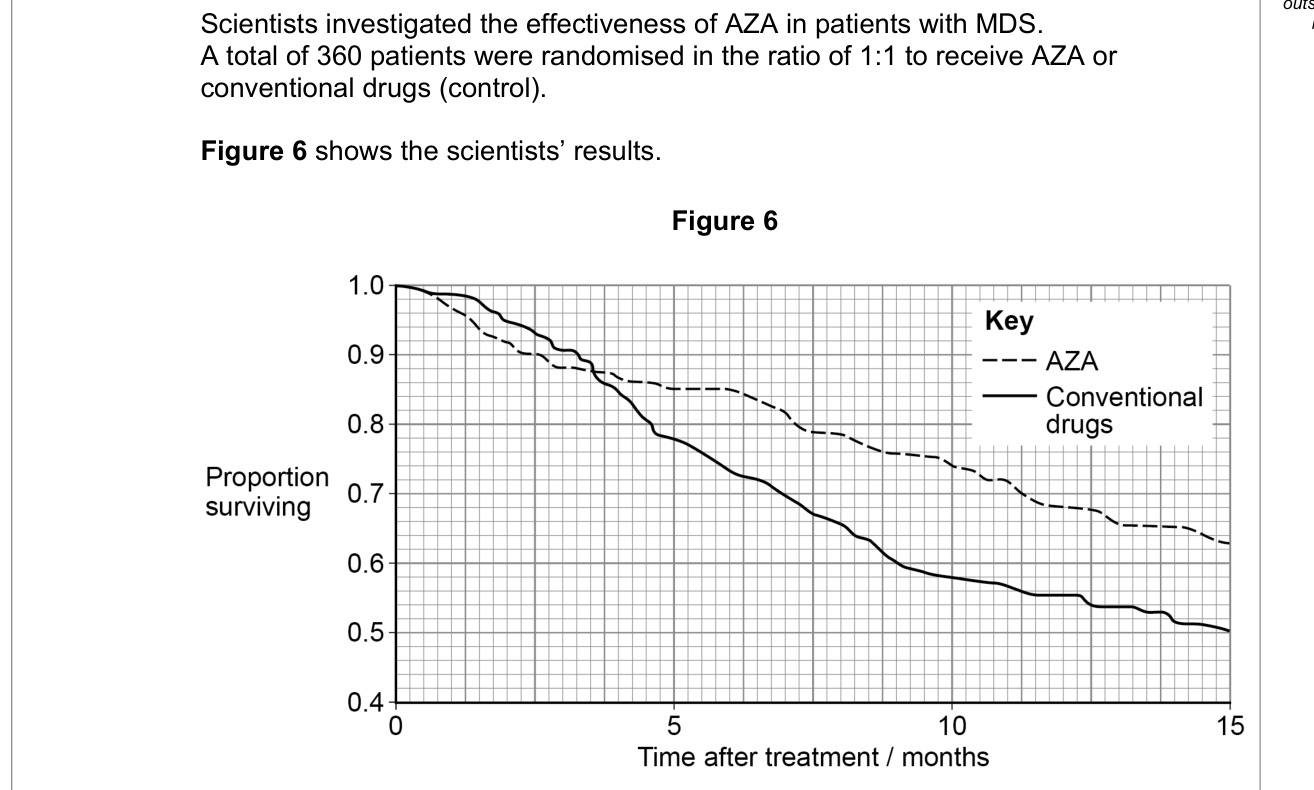 outs
Scientists investigated the effectiveness of AZA in patients with MDS.
A total of 360 patients were randomised in the ratio of 1:1 to receive AZA or
conventional drugs (control).
Figure 6 shows the scientists’ results.
Figure 6
1.0
0.9
0.8
0.7
0.6
0.5
0.4
Proportion
surviving
Key
AZA
Conventional
drugs
0 5 10 15
Time after treatment / months